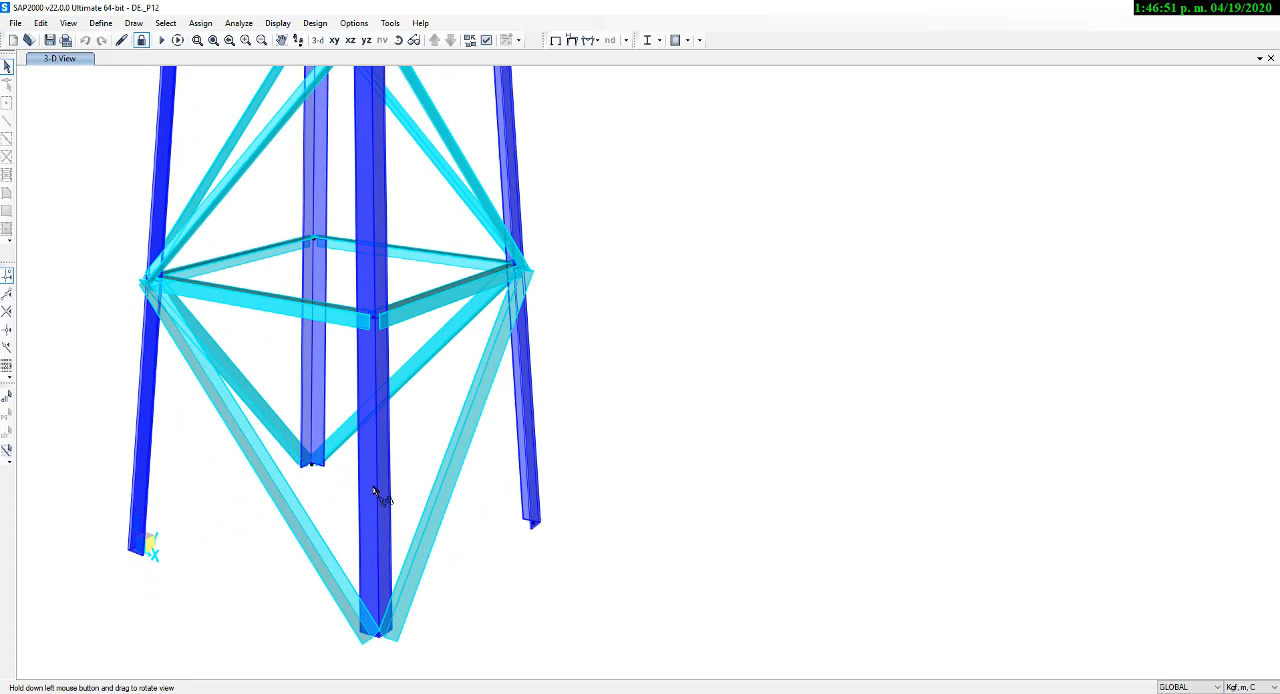 SAP2000 v22.0.0 Ultimate 64-bit - DE_P12
1:46:51 p. m. 04/19/2020
File Edit View Define Draw Select Assign Analyze Display Design Options Tools Help
3-d xy xz yz nv nd
3-D View
X
Hold down left mouse button and drag to rotate view
GLOBAL
Kgf, m, C